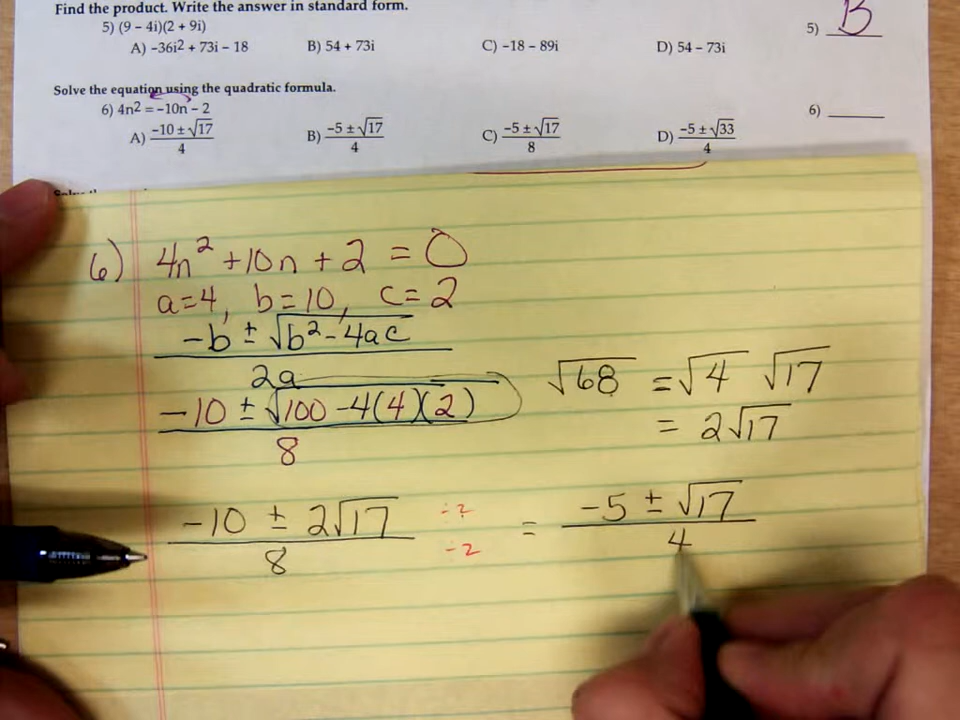 Find the product. Write the answer in standard form.
5) (9 – 4i)(2 + 9i)
A) –36i2 + 73i – 18 B) 54 + 73i C) –18 – 89i D) 54 – 73i 5) B
Solve the equation using the quadratic formula.
6) 4n2 = –10n – 2 6)
A) –10 ± √17 / 4 B) –5 ± √17 / 4 C) –5 ± √17 / 8 D) –5 ± √33 / 4
6) 4n² + 10n + 2 = 0
a=4, b=10, c=2
-b ± √b² - 4ac
2a
-10 ± √100 - 4(4)(2)
8
√68 = √4 √17
= 2√17
-10 ± 2√17 ÷2 = -5 ± √17
8 ÷2 4